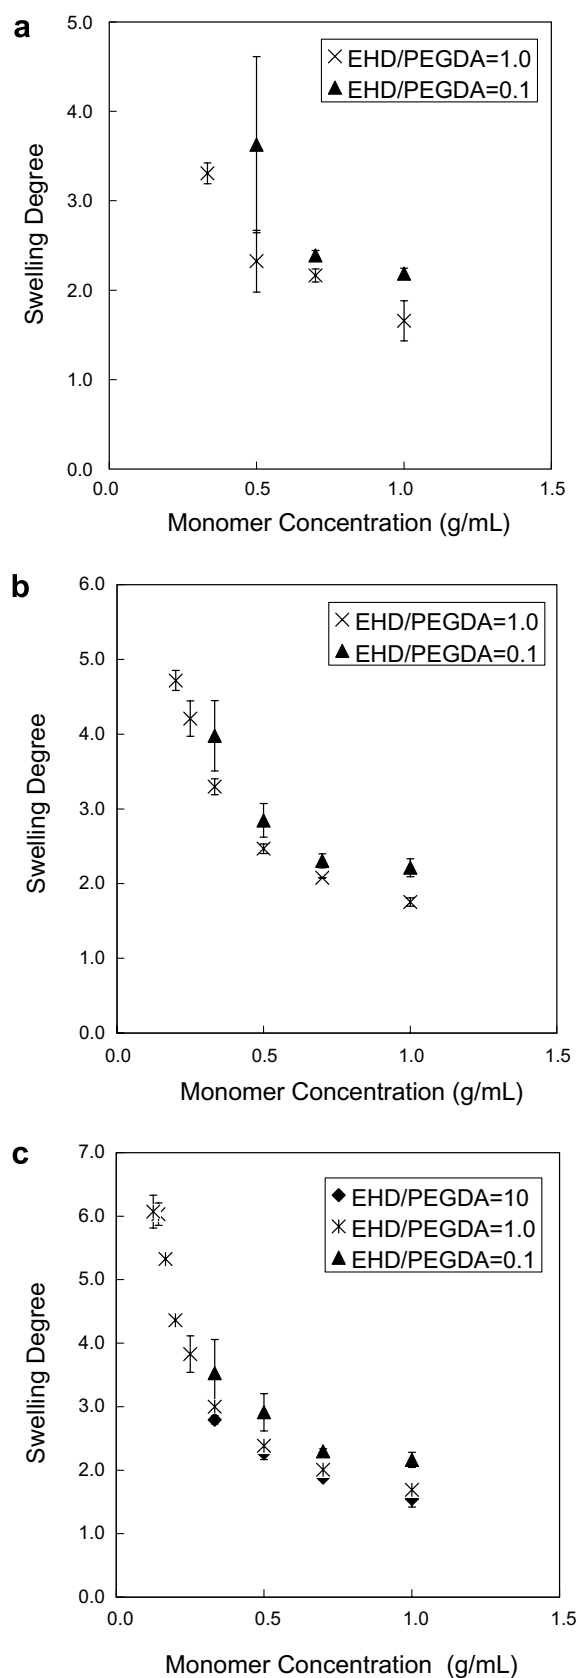 a
5.0
EHD/PEGDA=1.0
EHD/PEGDA=0.1
4.0
3.0
2.0
1.0
0.0
Swelling Degree
0.0 0.5 1.0 1.5
Monomer Concentration (g/mL)
b
6.0
EHD/PEGDA=1.0
EHD/PEGDA=0.1
5.0
4.0
3.0
2.0
1.0
0.0
Swelling Degree
0.0 0.5 1.0 1.5
Monomer Concentration (g/mL)
c
7.0
EHD/PEGDA=10
EHD/PEGDA=1.0
EHD/PEGDA=0.1
6.0
5.0
4.0
3.0
2.0
1.0
0.0
Swelling Degree
0.0 0.5 1.0 1.5
Monomer Concentration (g/mL)